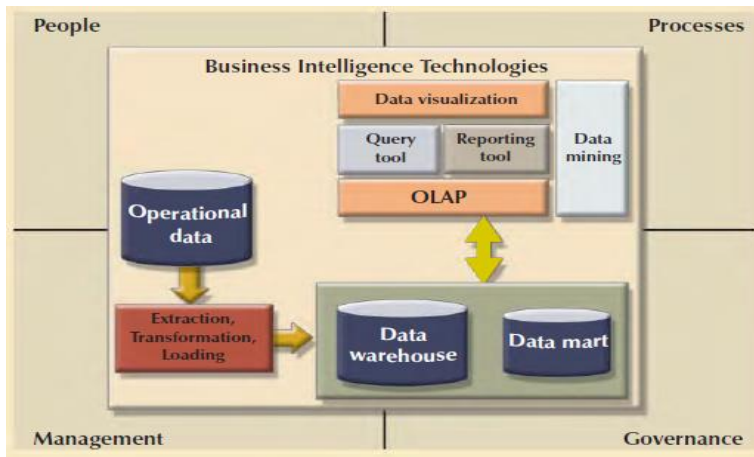 People
Processes
Business Intelligence Technologies
Data visualization
Query
tool
Reporting
tool
Data
mining
OLAP
Operational
data
Extraction,
Transformation,
Loading
Data
warehouse
Data mart
Management
Governance